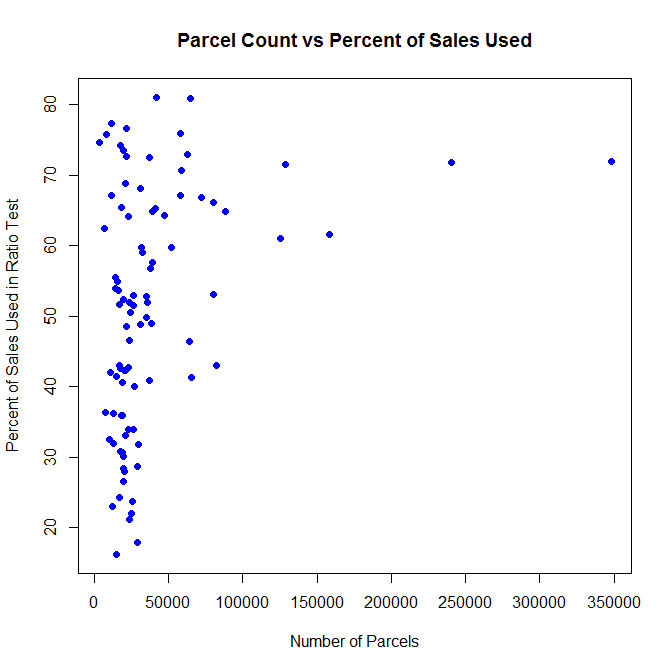 Parcel Count vs Percent of Sales Used
Percent of Sales Used in Ratio Test
80
70
60
50
40
30
20
0 50000 100000 150000 200000 250000 300000 350000
Number of Parcels